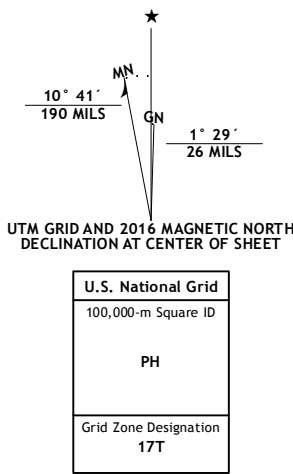 ★
MN
GN
10° 41´
190 MILS
1° 29´
26 MILS
UTM GRID AND 2016 MAGNETIC NORTH
DECLINATION AT CENTER OF SHEET
U.S. National Grid
100,000-m Square ID
PH
Grid Zone Designation
17T